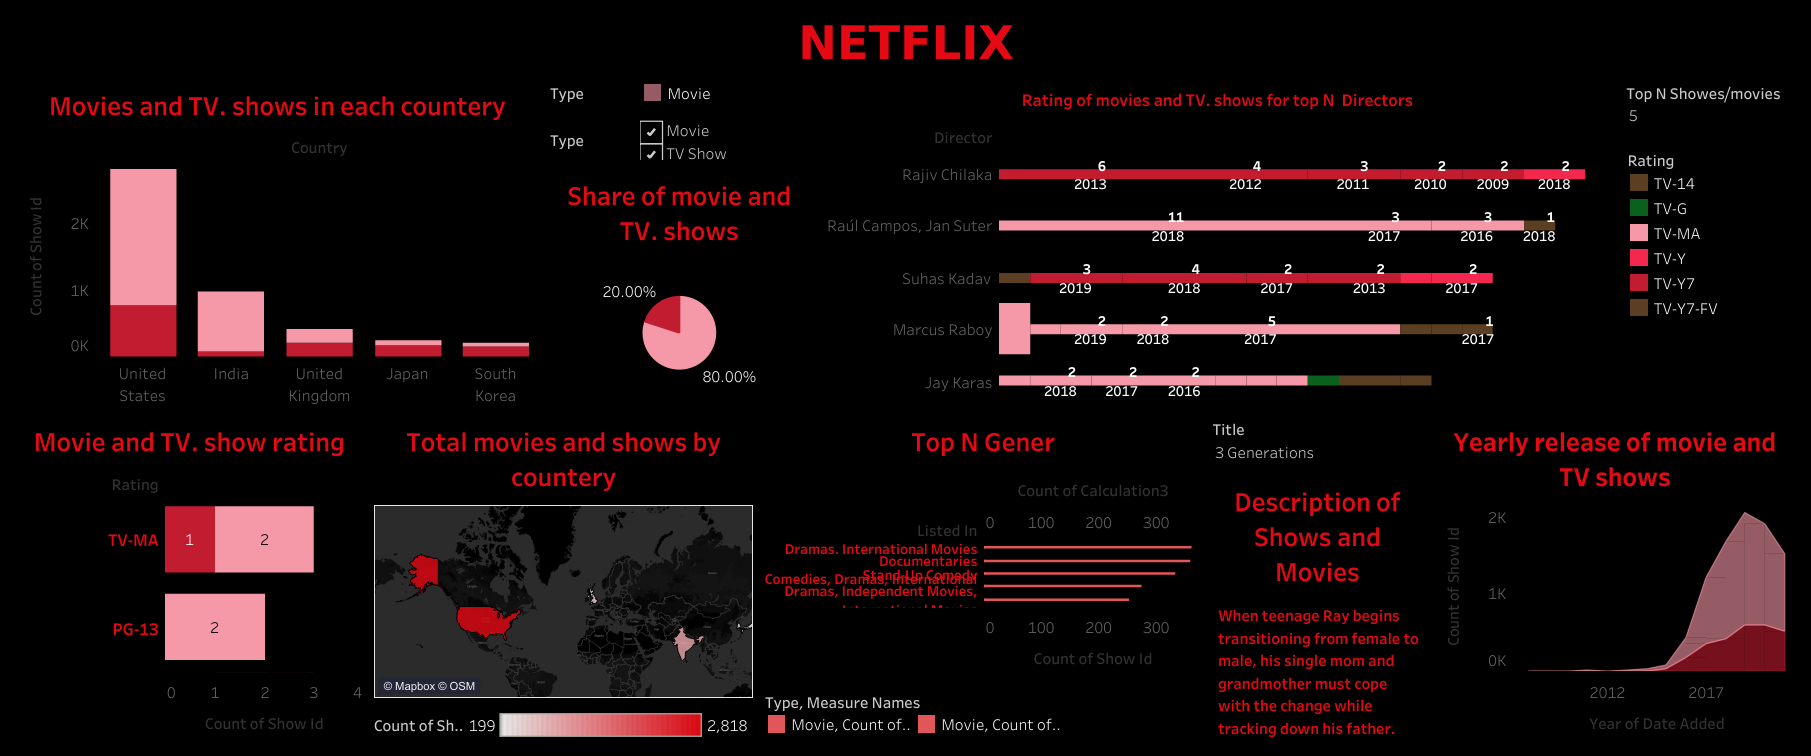 NETFLIX
Movies and TV. shows in each countery
Country
Count of Show Id
2K
1K
0K
United States
India
United Kingdom
Japan
South Korea
Type
Movie
Type
Movie
TV Show
Share of movie and
TV. shows
20.00%
80.00%
Rating of movies and TV. shows for top N Directors
Director
Rajiv Chilaka
6 4 3 2 2 2
2013 2012 2011 2010 2009 2018
Raúl Campos, Jan Suter
11 3 3 1
2018 2017 2016 2018
Suhas Kadav
3 4 2 2 2
2019 2018 2017 2013 2017
Marcus Raboy
2 2 5 1
2019 2018 2017 2017
Jay Karas
2 2 2
2018 2017 2016
Top N Showes/movies
5
Rating
TV-14
TV-G
TV-MA
TV-Y
TV-Y7
TV-Y7-FV
Movie and TV. show rating
Rating
TV-MA
1 2
PG-13
2
0 1 2 3 4
Count of Show Id
Total movies and shows by
countery
© Mapbox © OSM
Count of Sh.. 199 2,818
Top N Gener
Count of Calculation3
0 100 200 300
Listed In
Dramas. International Movies
Documentaries
Stand-Up Comedy
Comedies, Dramas, International
Dramas, Independent Movies,
International Movies
0 100 200 300
Count of Show Id
Type, Measure Names
Movie, Count of.. Movie, Count of..
Title
3 Generations
Description of
Shows and
Movies
When teenage Ray begins
transitioning from female to
male, his single mom and
grandmother must cope
with the change while
tracking down his father.
Yearly release of movie and
TV shows
Count of Show Id
2K
1K
0K
2012 2017
Year of Date Added